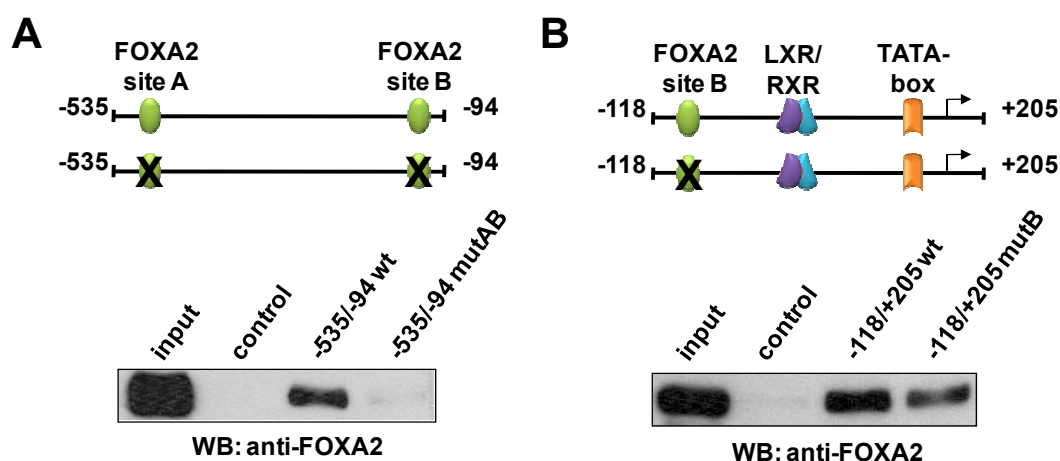 A
FOXA2
site A
FOXA2
site B
-535
-94
-535
-94
input
control
-535/-94 wt
-535/-94 mutAB
WB: anti-FOXA2
B
FOXA2
site B
LXR/
RXR
TATA-
box
-118
+205
X
-118
+205
input
control
-118/+205 wt
-118/+205 mutB
WB: anti-FOXA2